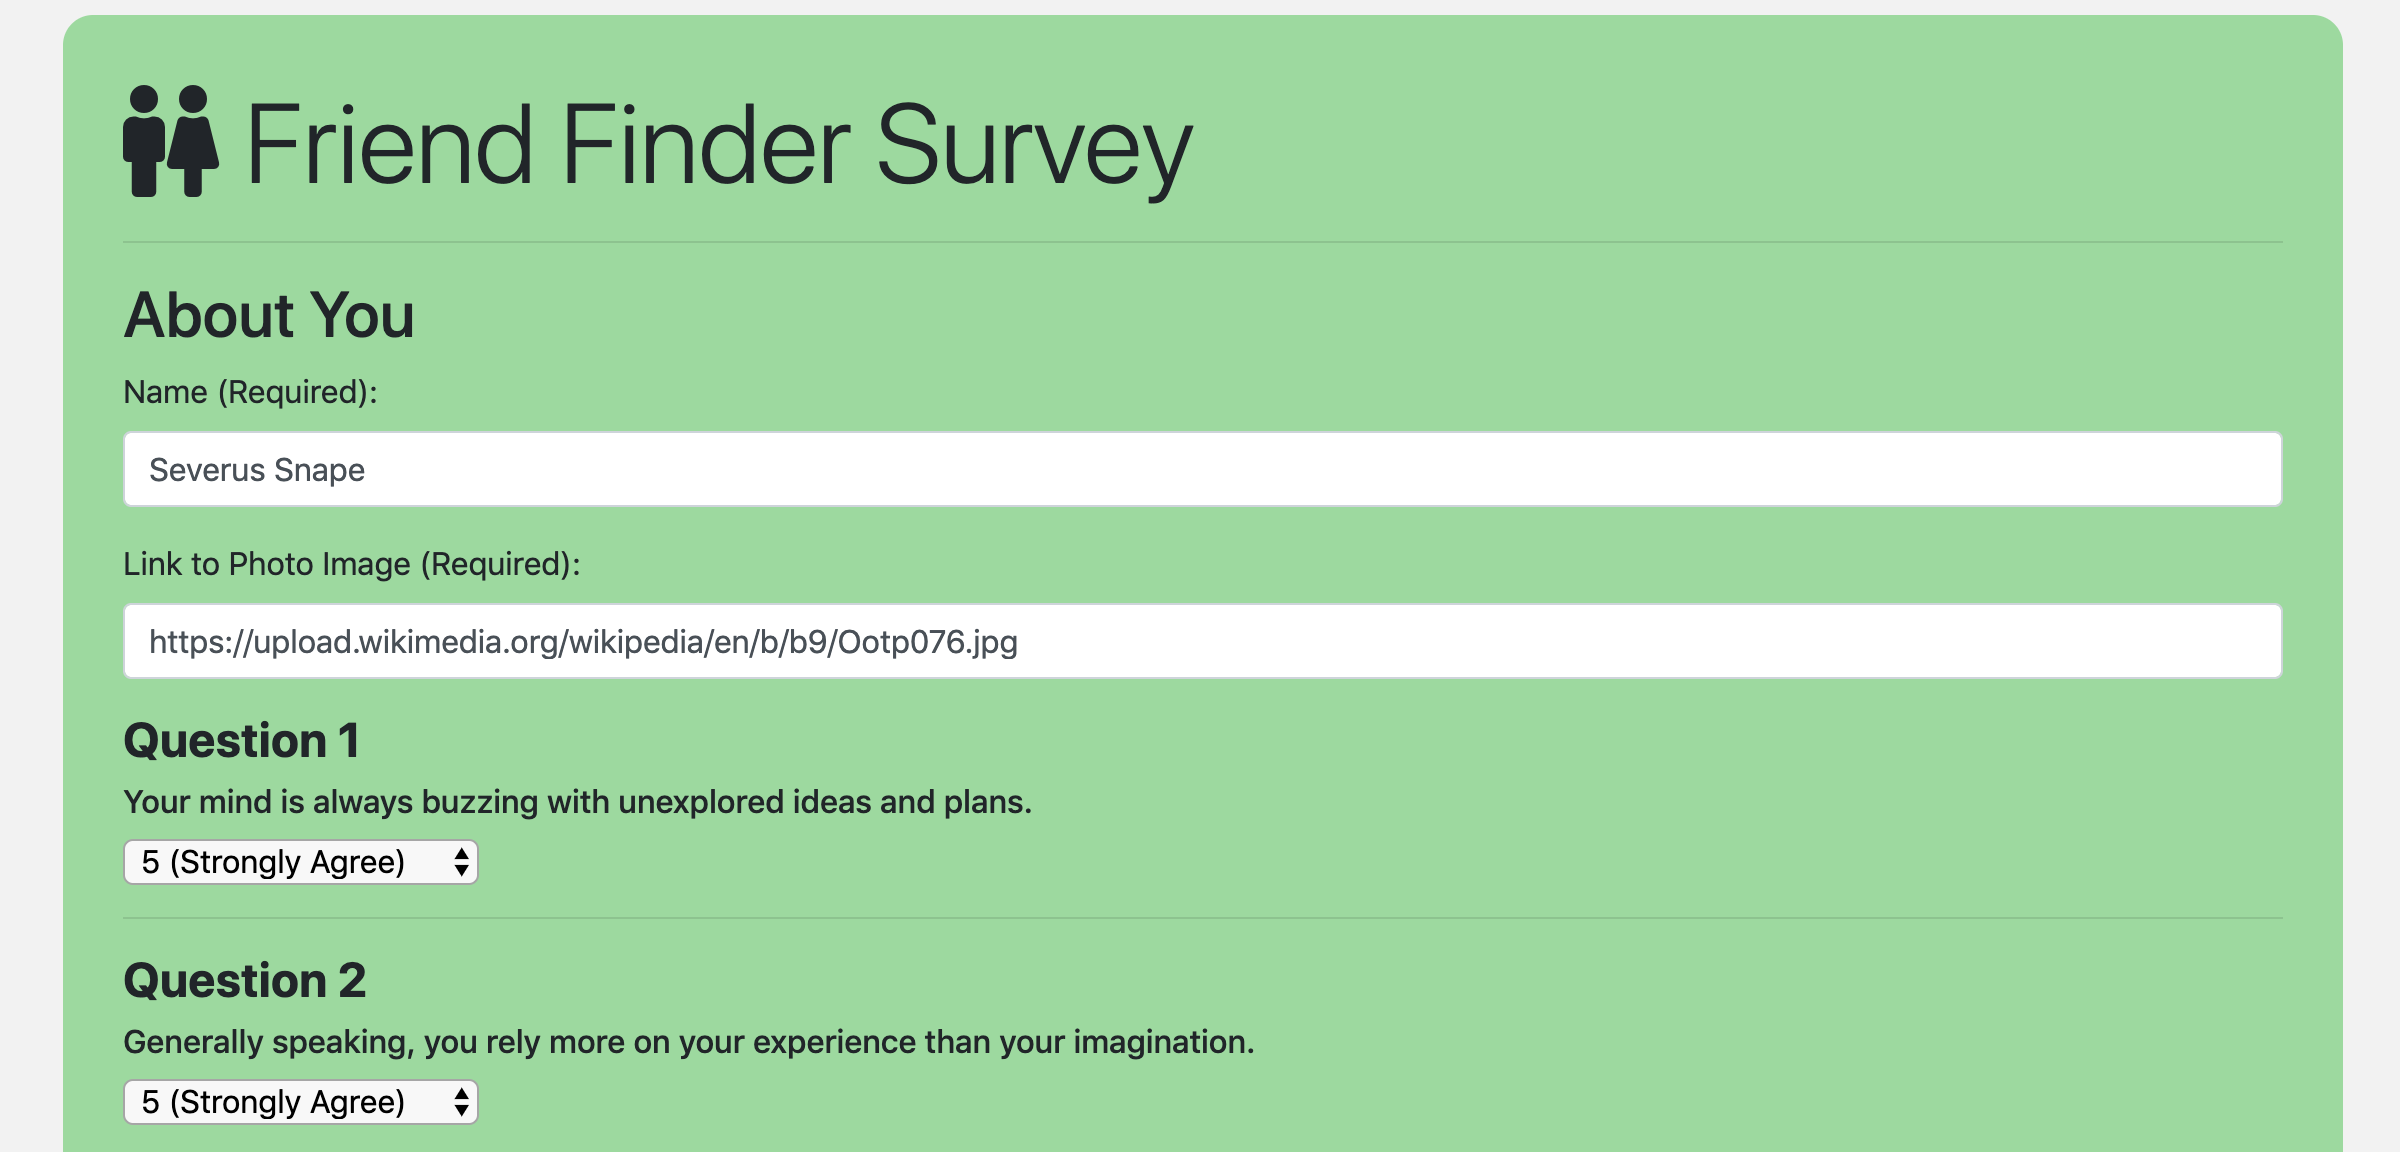 Friend Finder Survey
About You
Name (Required):
Severus Snape
Link to Photo Image (Required):
https://upload.wikimedia.org/wikipedia/en/b/b9/Ootp076.jpg
Question 1
Your mind is always buzzing with unexplored ideas and plans.
5 (Strongly Agree)
Question 2
Generally speaking, you rely more on your experience than your imagination.
5 (Strongly Agree)